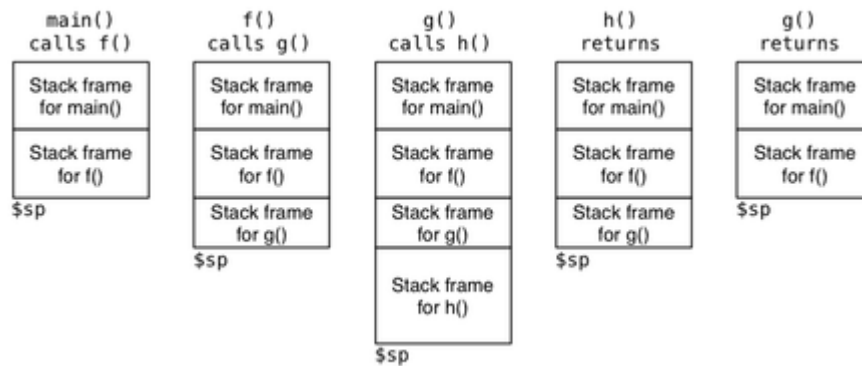 main()
calls f()
Stack frame
for main()
Stack frame
for f()
$sp
f()
calls g()
Stack frame
for main()
Stack frame
for f()
Stack frame
for g()
$sp
g()
calls h()
Stack frame
for main()
Stack frame
for f()
Stack frame
for g()
Stack frame
for h()
$sp
h()
returns
Stack frame
for main()
Stack frame
for f()
Stack frame
for g()
$sp
g()
returns
Stack frame
for main()
Stack frame
for f()
$sp